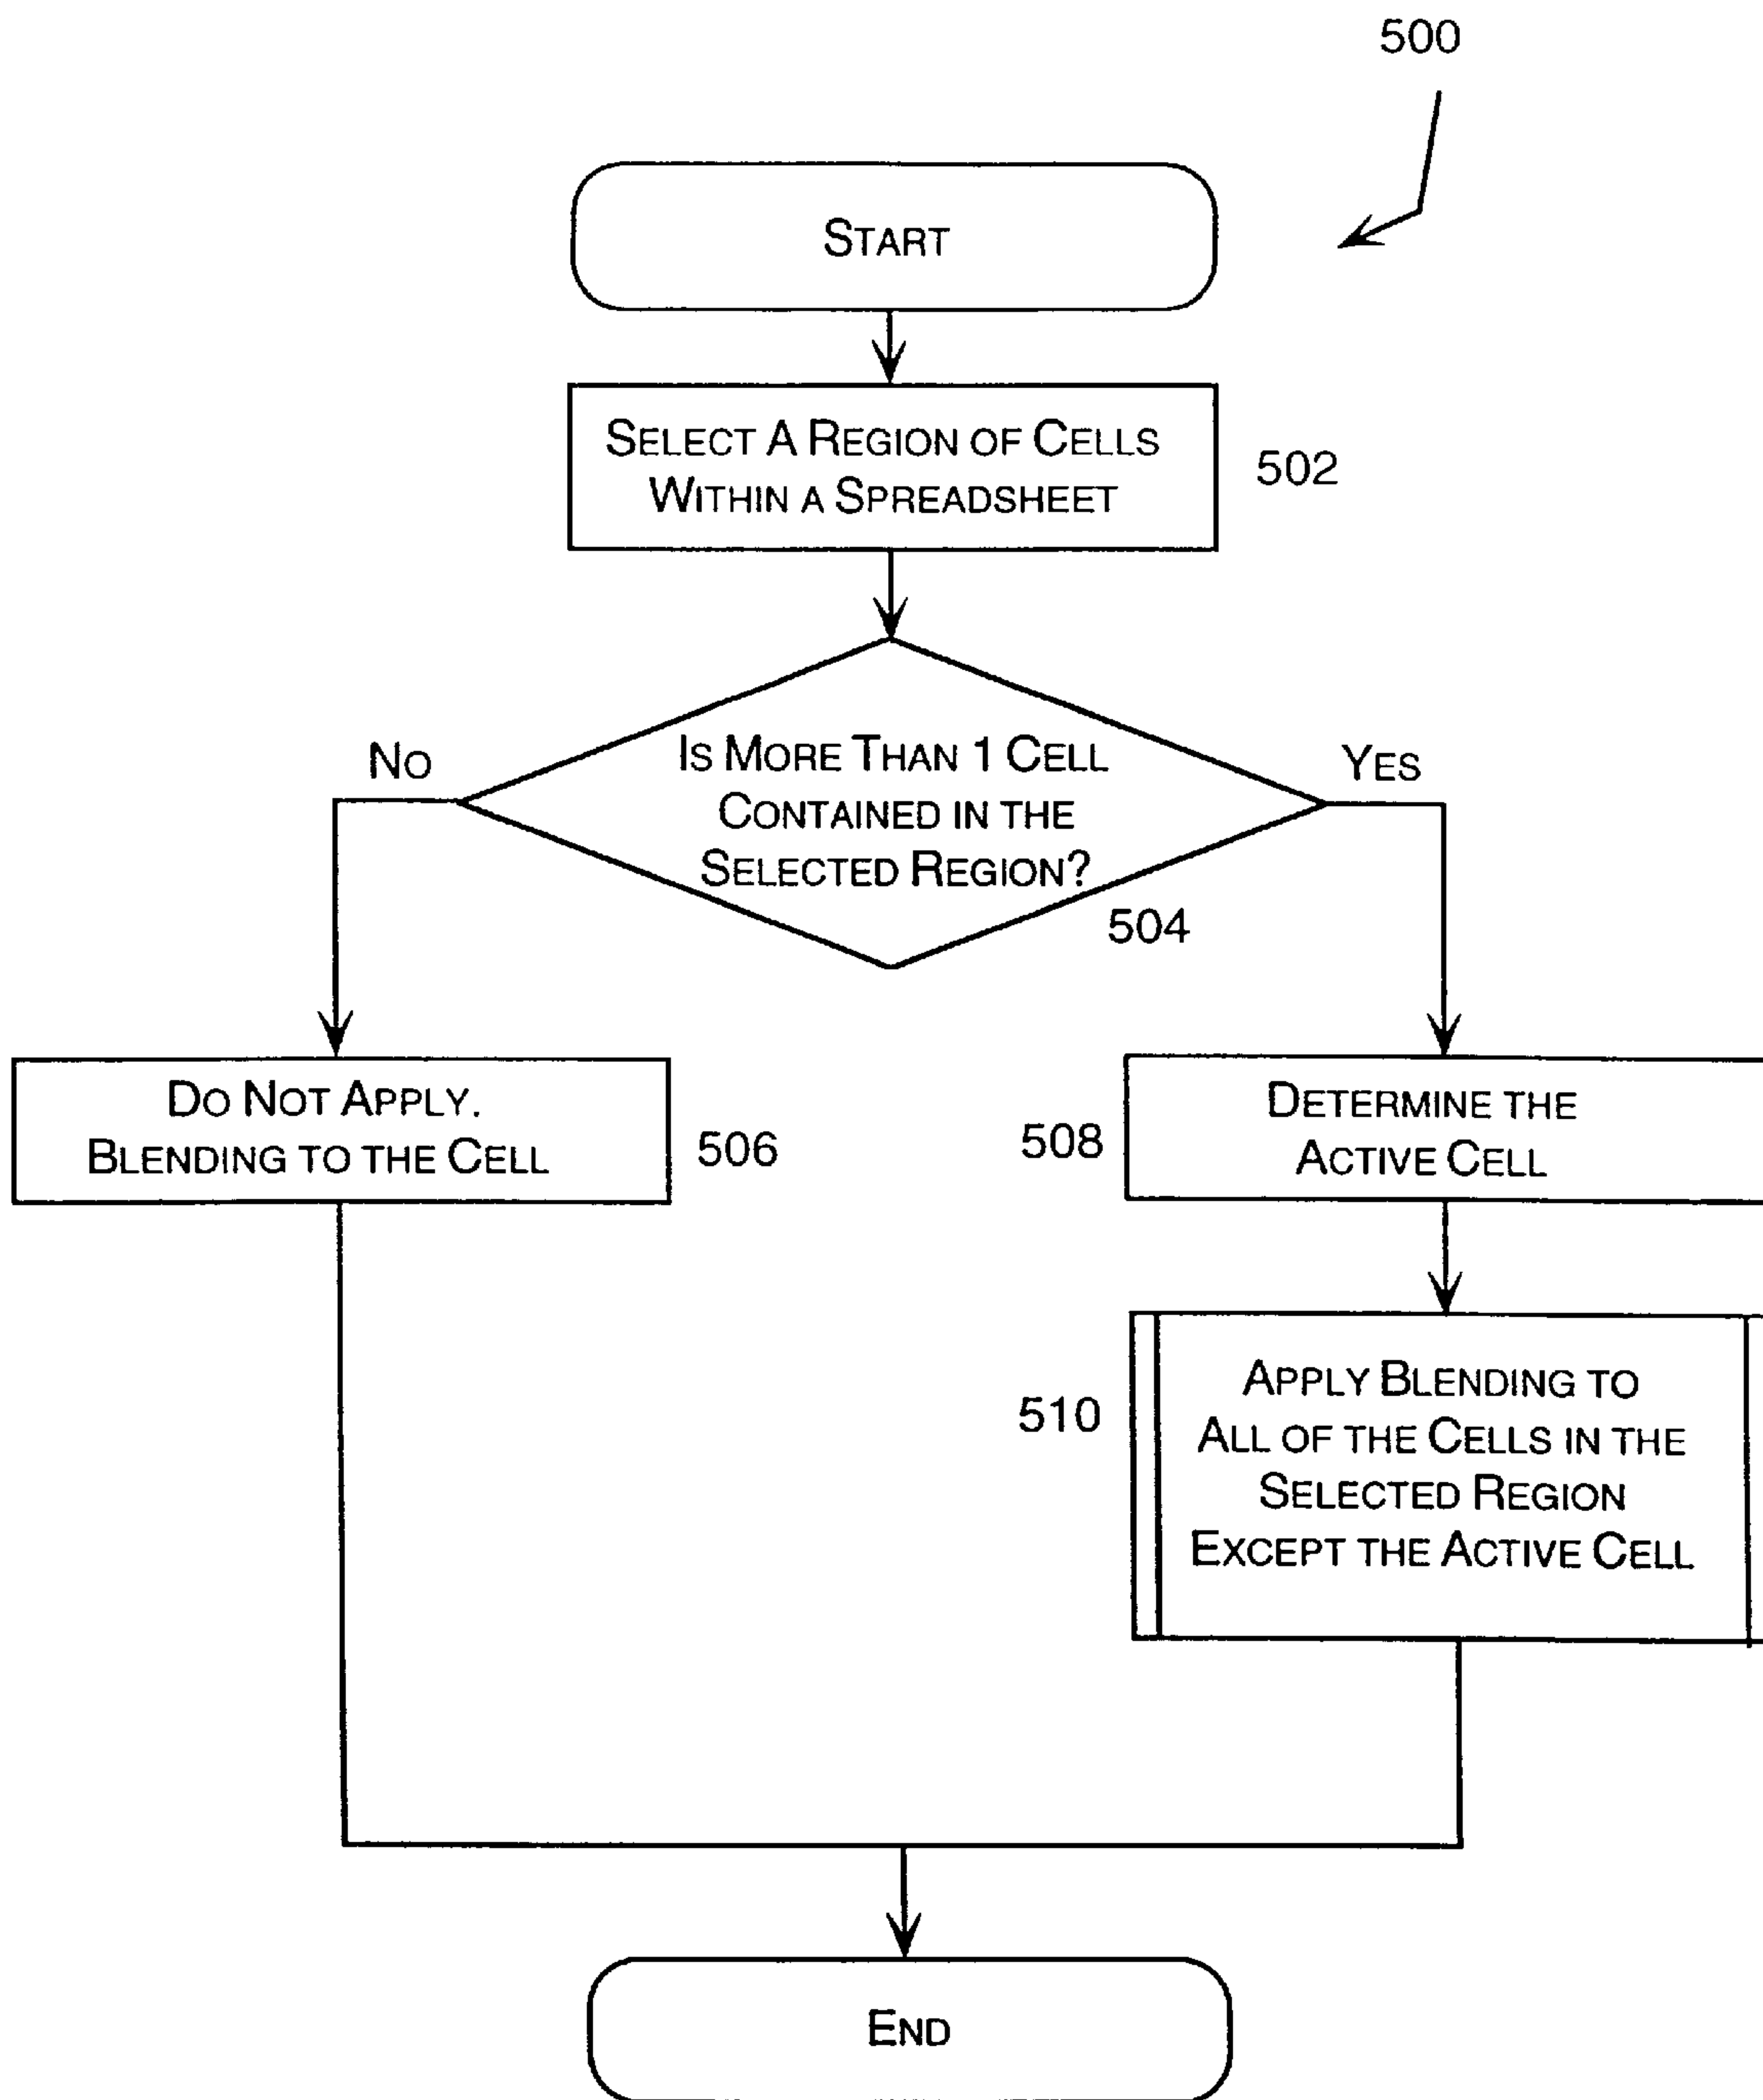 500
START
SELECT A REGION OF CELLS
WITHIN A SPREADSHEET
502
IS MORE THAN 1 CELL
CONTAINED IN THE
SELECTED REGION?
504
NO
YES
DO NOT APPLY.
BLENDING TO THE CELL
506
508
DETERMINE THE
ACTIVE CELL
510
APPLY BLENDING TO
ALL OF THE CELLS IN THE
SELECTED REGION
EXCEPT THE ACTIVE CELL
END